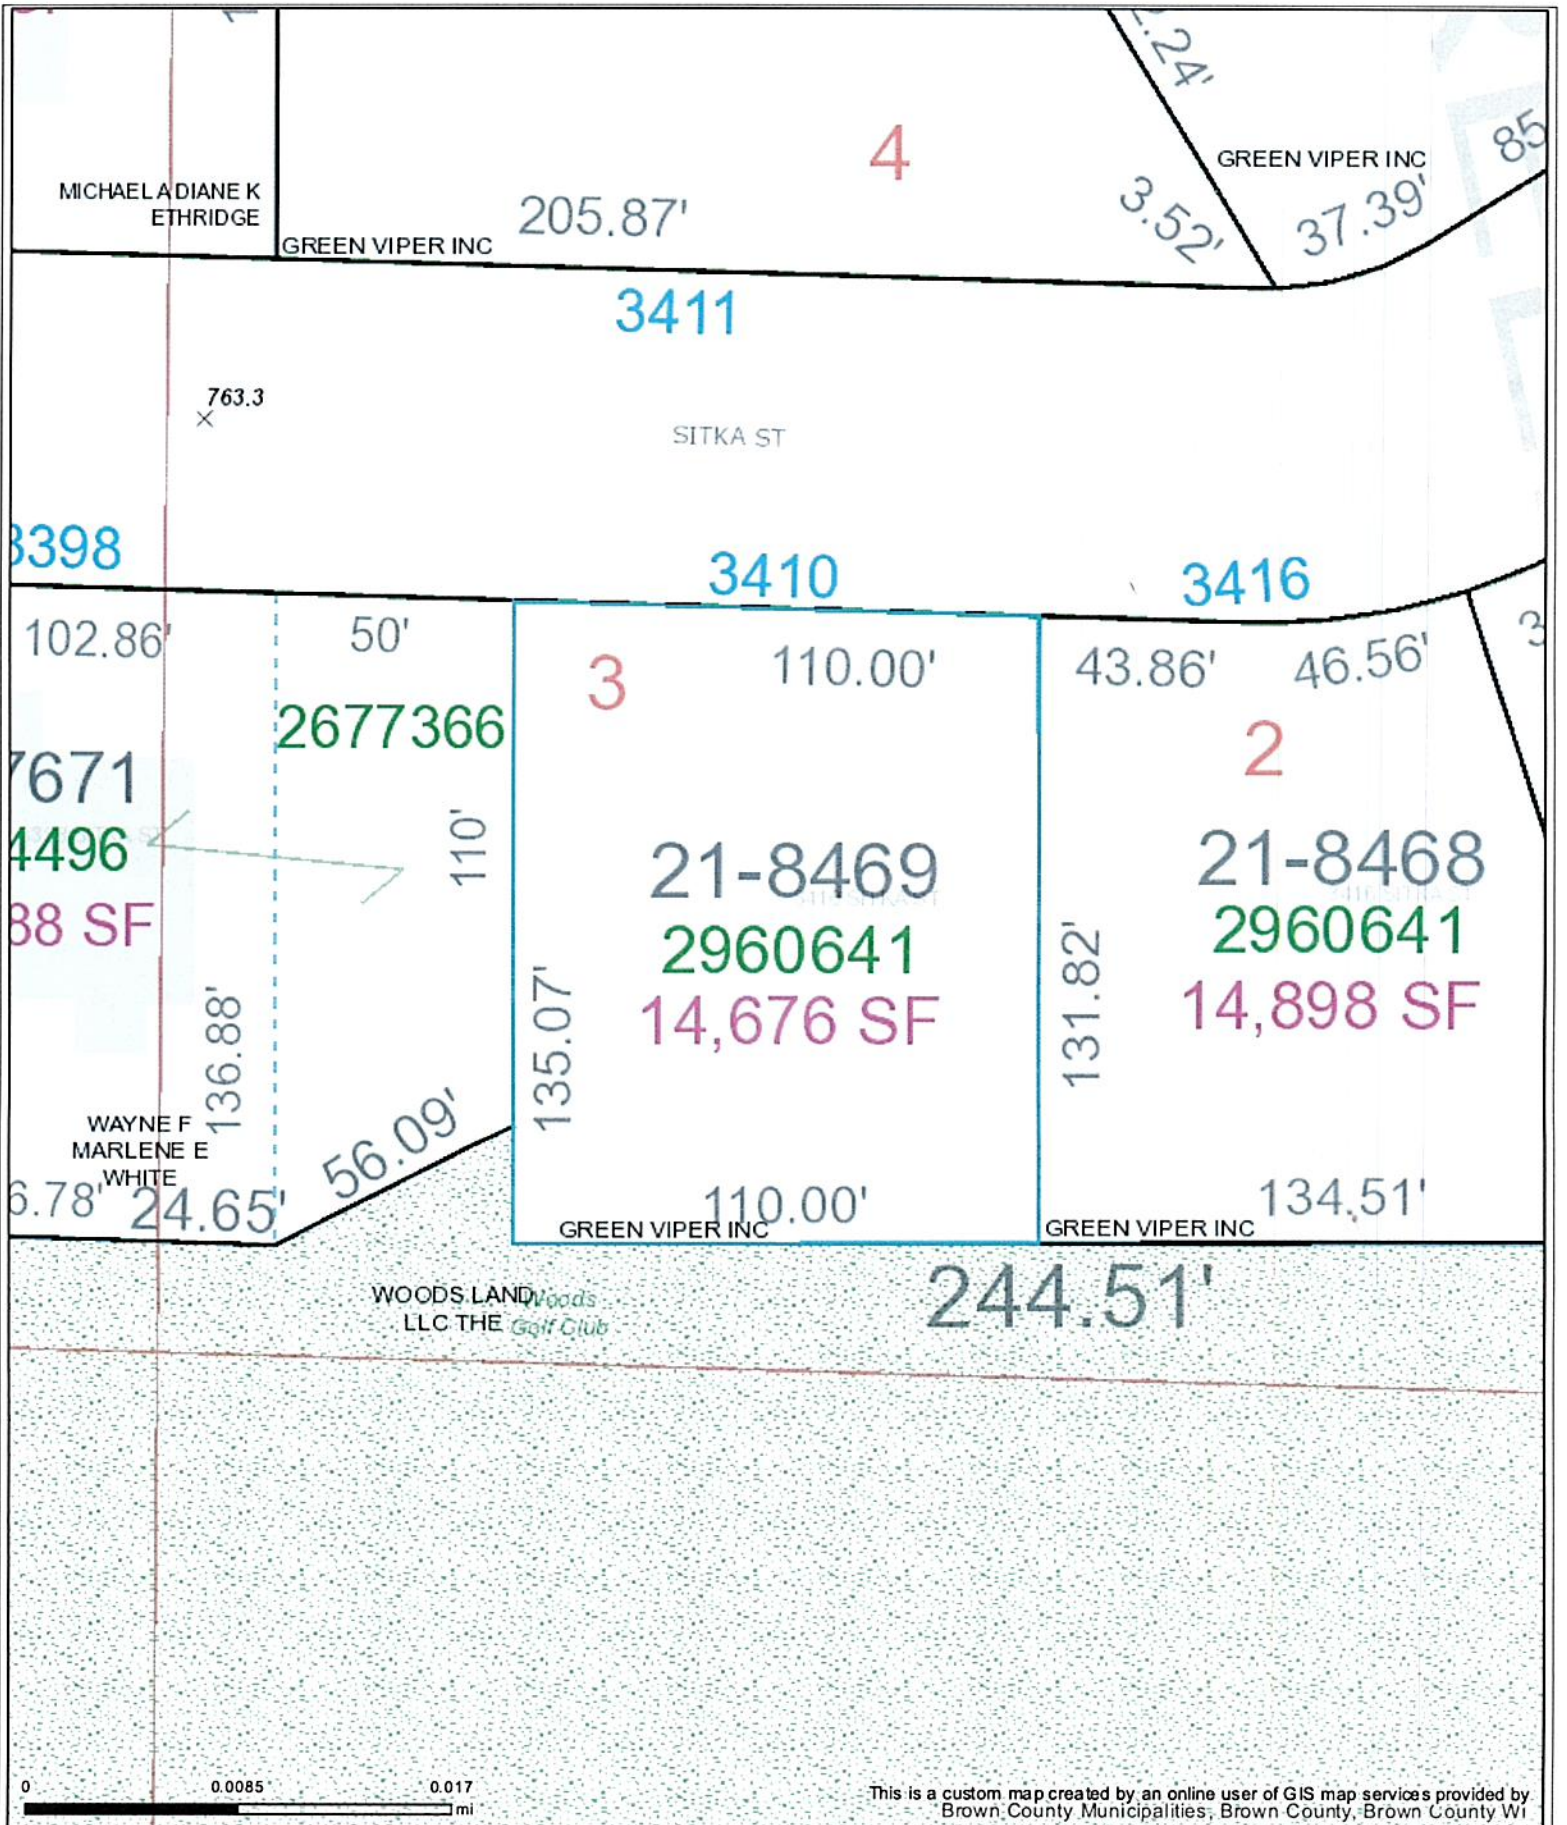 4
GREEN VIPER INC
85
MICHAEL A DIANE K
ETHRIDGE
205.87'
3.52'
37.39'
GREEN VIPER INC
3411
763.3
SITKA ST
3398
3410
3416
102.86'
50'
3
110.00'
43.86'
46.56'
2677366
2
7671
4496
88 SF
110'
21-8469
2960641
14,676 SF
21-8468
2960641
14,898 SF
136.88'
135.07'
131.82'
WAYNE F
MARLENE E
WHITE
56.09'
6.78'
24.65'
110.00'
134.51'
GREEN VIPER INC
GREEN VIPER INC
244.51'
WOODS LAND
LLC THE
Woods
Golf Club
0 0.0085 0.017
mi
This is a custom map created by an online user of GIS map services provided by
Brown County Municipalities, Brown County, Brown County WI